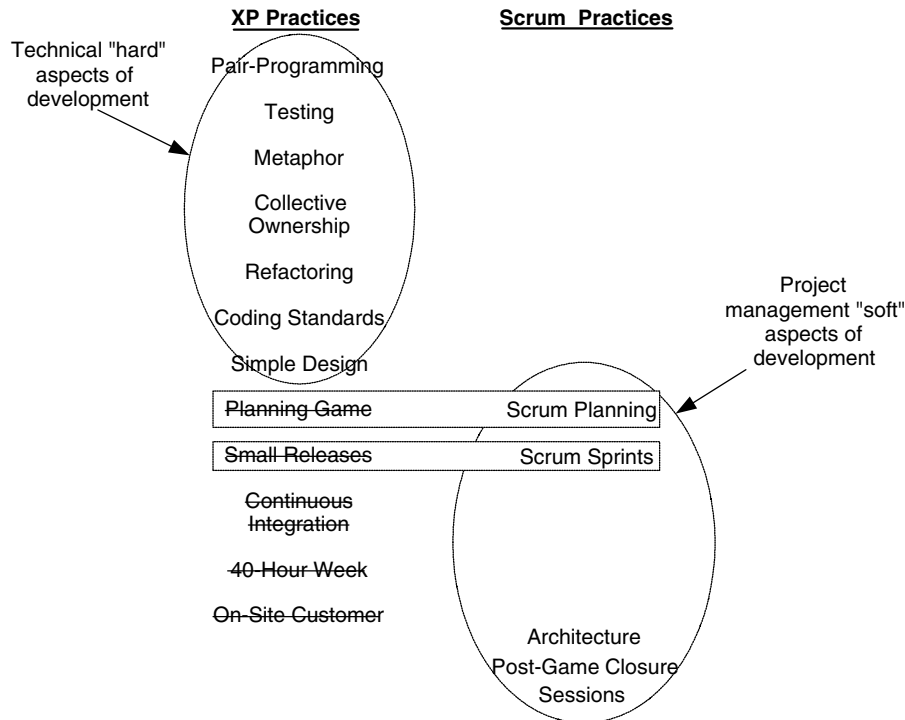 XP Practices
Scrum Practices
Technical "hard"
aspects of
development
Pair-Programming
Testing
Metaphor
Collective
Ownership
Refactoring
Coding Standards
Simple Design
Project
management "soft"
aspects of
development
Planning Game
Scrum Planning
Small Releases
Scrum Sprints
Continuous
Integration
40-Hour Week
On-Site Customer
Architecture
Post-Game Closure
Sessions